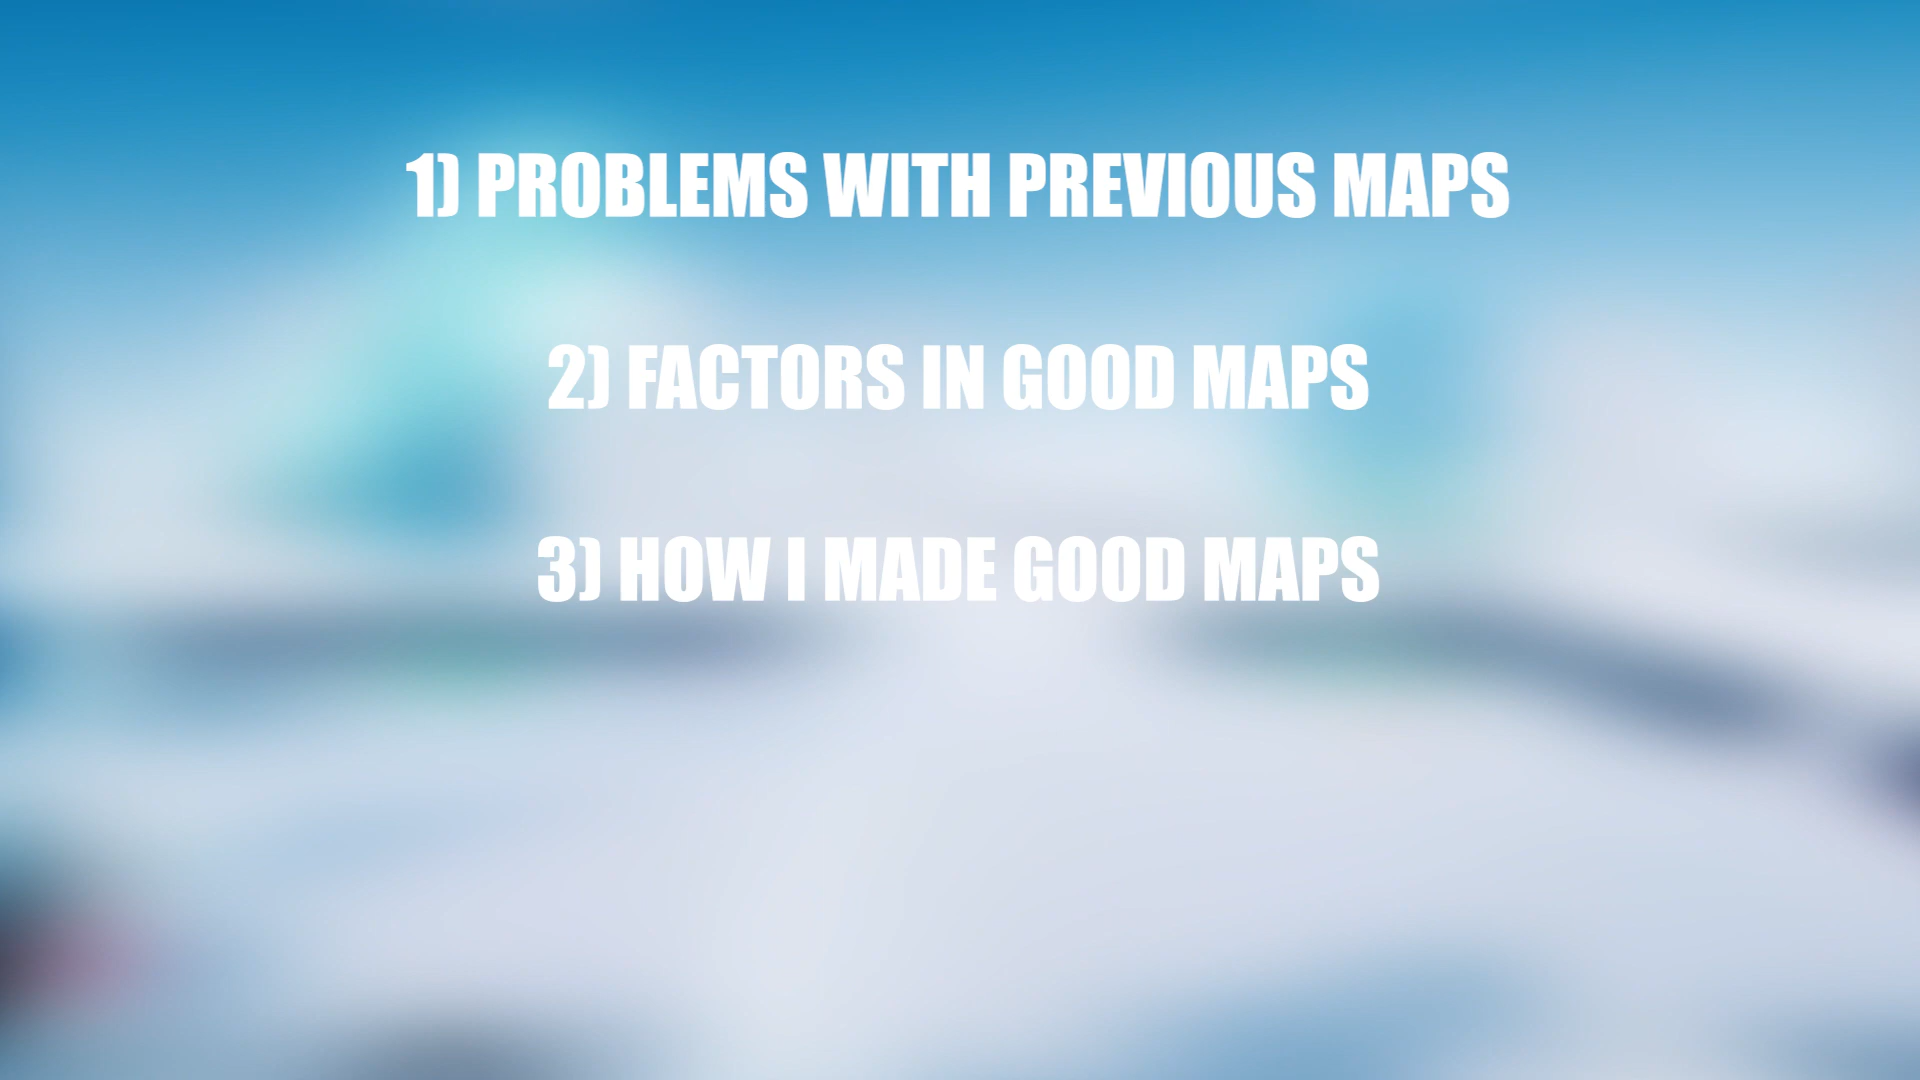 1) PROBLEMS WITH PREVIOUS MAPS
2) FACTORS IN GOOD MAPS
3) HOW I MADE GOOD MAPS